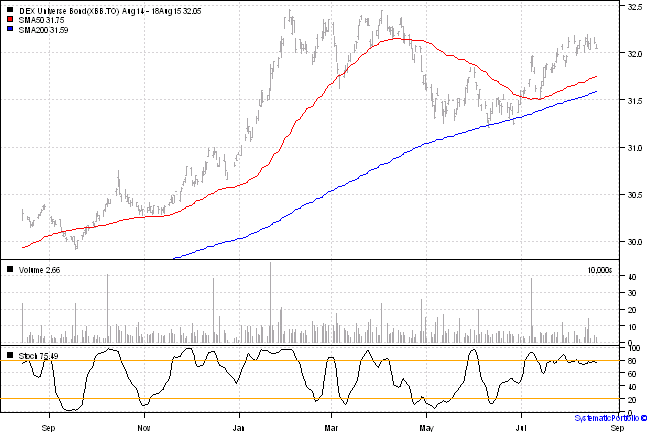 DEX Universe Bond(XBB.TO) Aug14 - 18Aug15 32.05
SMA50 31.75
SMA200 31.59
32.5
32.0
31.5
31.0
30.5
30.0
Volume 2.66
10,000s
40
30
20
10
0
Stoch 75.49
100
80
60
40
20
0
Sep Nov Jan Mar May Jul Sep
SystematicPortfolio ©